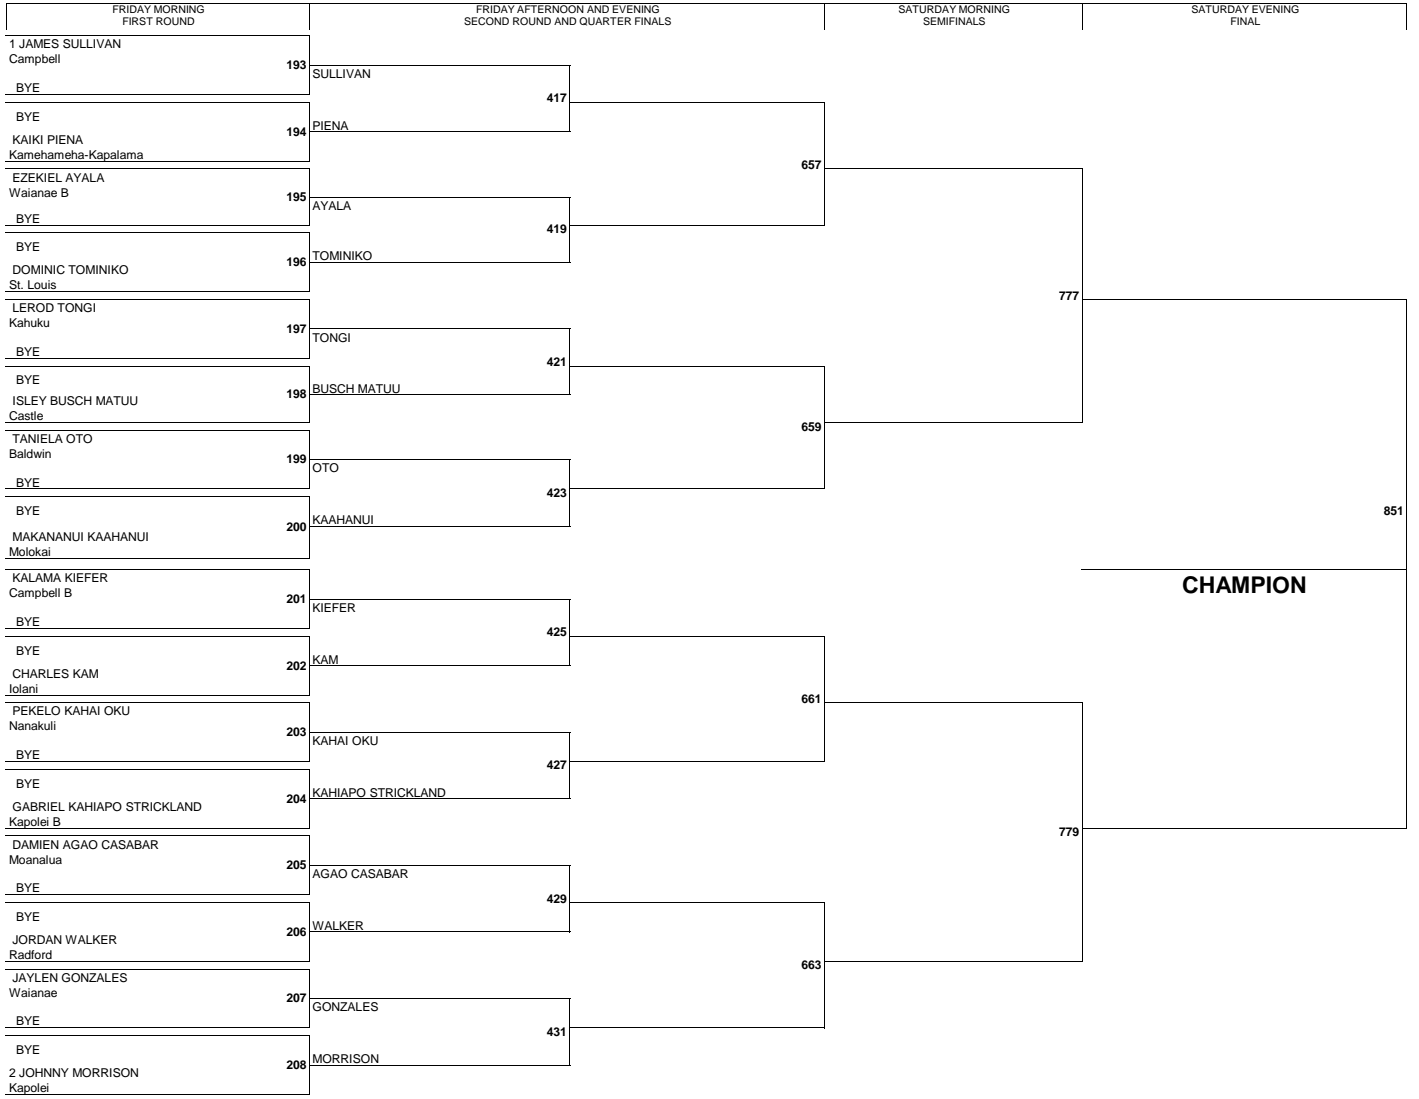 FRIDAY MORNING
FIRST ROUND
FRIDAY AFTERNOON AND EVENING
SECOND ROUND AND QUARTER FINALS
SATURDAY MORNING
SEMIFINALS
SATURDAY EVENING
FINAL
1 JAMES SULLIVAN
Campbell
193
BYE
SULLIVAN
417
BYE
194
PIENA
KAIKI PIENA
Kamehameha-Kapalama
657
EZEKIEL AYALA
Waianae B
195
AYALA
BYE
419
BYE
196
TOMINIKO
DOMINIC TOMINIKO
St. Louis
777
LEROD TONGI
Kahuku
197
TONGI
BYE
421
BYE
198
BUSCH MATUU
ISLEY BUSCH MATUU
Castle
659
TANIELA OTO
Baldwin
199
OTO
BYE
423
BYE
851
200
KAAHANUI
MAKANANUI KAAHANUI
Molokai
KALAMA KIEFER
Campbell B
CHAMPION
201
KIEFER
BYE
425
BYE
202
KAM
CHARLES KAM
Iolani
661
PEKELO KAHAI OKU
Nanakuli
203
KAHAI OKU
BYE
427
BYE
204
KAHIAPO STRICKLAND
GABRIEL KAHIAPO STRICKLAND
Kapolei B
779
DAMIEN AGAO CASABAR
Moanalua
205
AGAO CASABAR
BYE
429
BYE
206
WALKER
JORDAN WALKER
Radford
663
JAYLEN GONZALES
Waianae
207
GONZALES
BYE
431
BYE
208
MORRISON
2 JOHNNY MORRISON
Kapolei